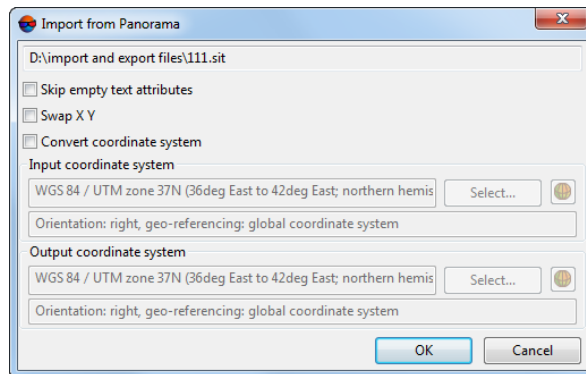 Import from Panorama
D:\import and export files\111.sit
Skip empty text attributes
Swap X Y
Convert coordinate system
Input coordinate system
WGS 84 / UTM zone 37N (36deg East to 42deg East; northern hemis
Select...
Orientation: right, geo-referencing: global coordinate system
Output coordinate system
WGS 84 / UTM zone 37N (36deg East to 42deg East; northern hemis
Select...
Orientation: right, geo-referencing: global coordinate system
OK Cancel